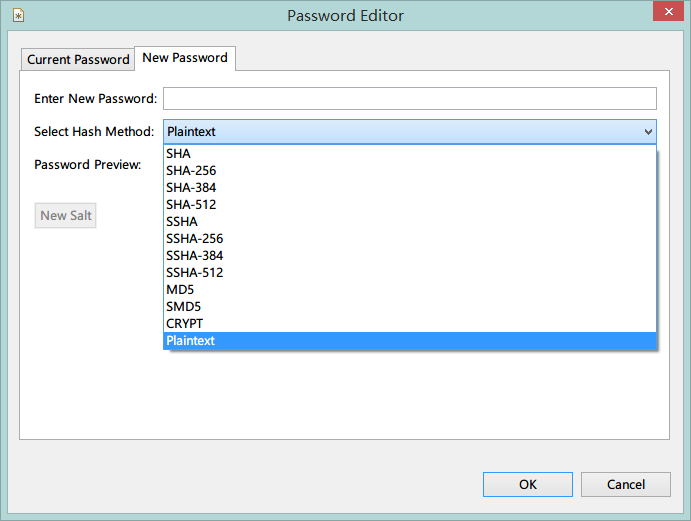 Password Editor
Current Password New Password
Enter New Password:
Select Hash Method: Plaintext
Password Preview:
SHA
SHA-256
SHA-384
SHA-512
SSHA
SSHA-256
SSHA-384
SSHA-512
MD5
SMD5
CRYPT
Plaintext
New Salt
OK Cancel